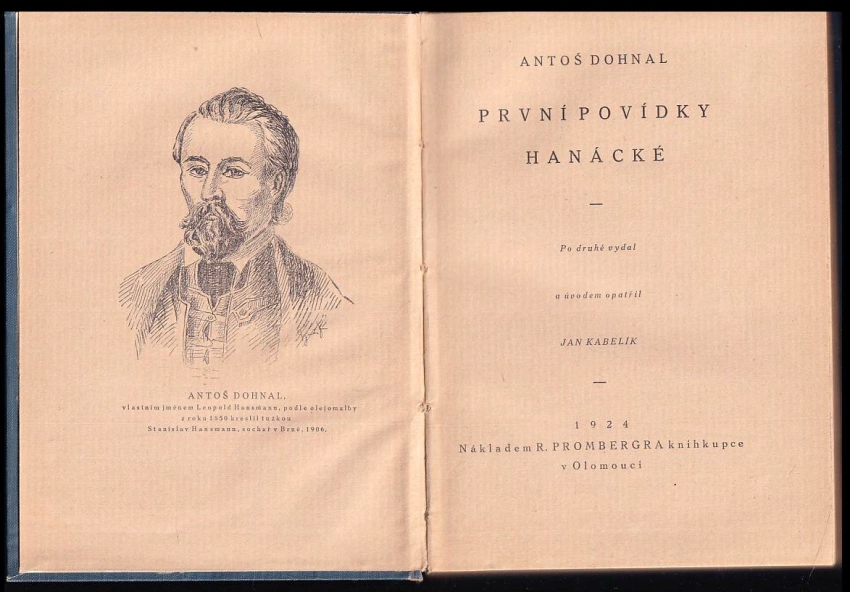 ANTOŠ DOHNAL,
vlastním jménem Leopold Hansmann, podle olejomalby
z roku 1850 kreslil tužkou
Stanislav Hansmann, sochař v Brně, 1906.
ANTOŠ DOHNAL
PRVNÍ POVÍDKY
HANÁCKÉ
Po druhé vydal
a úvodem opatřil
JAN KABELÍK
1924
Nákladem R. PROMBERGRA knihkupce
v Olomouci